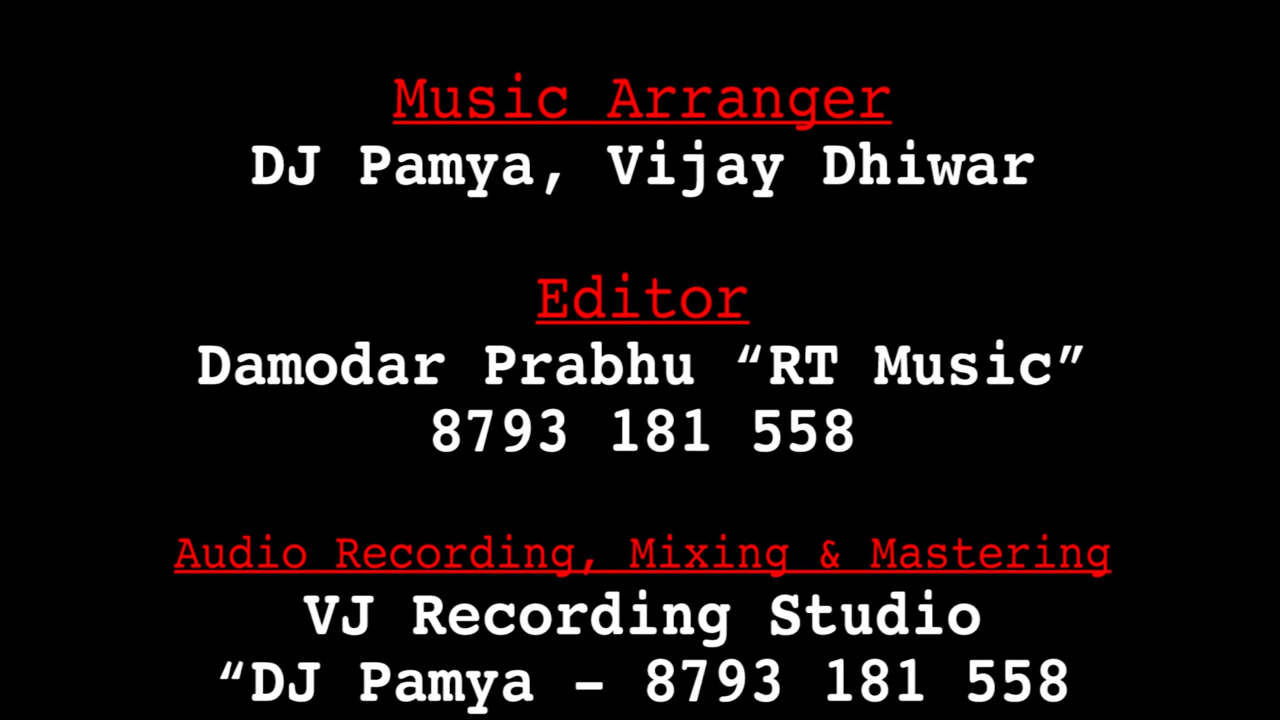 Music Arranger
DJ Pamya, Vijay Dhiwar
Editor
Damodar Prabhu “RT Music”
8793 181 558
Audio Recording, Mixing & Mastering
VJ Recording Studio
“DJ Pamya – 8793 181 558